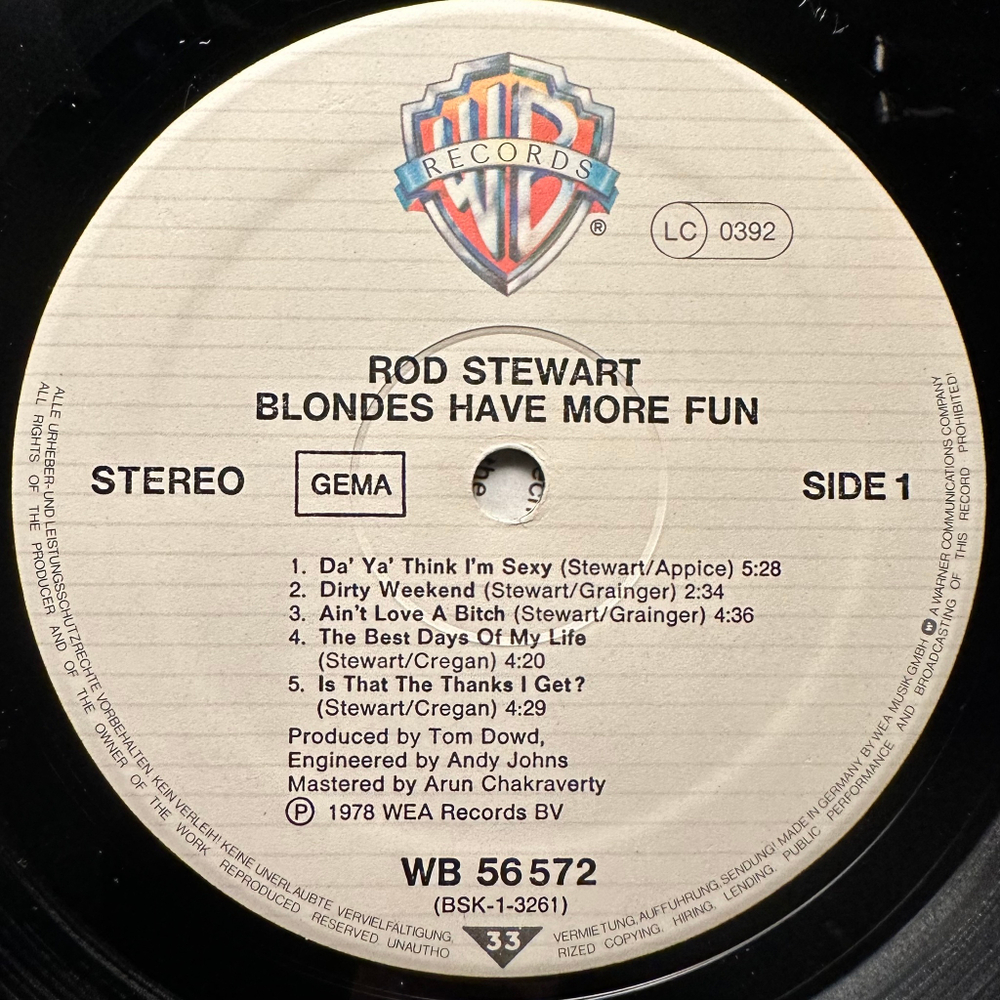 WB
RECORDS
®
LC 0392
ROD STEWART
BLONDES HAVE MORE FUN
STEREO
GEMA
SIDE 1
1. Da' Ya' Think I'm Sexy (Stewart/Appice) 5:28
2. Dirty Weekend (Stewart/Grainger) 2:34
3. Ain't Love A Bitch (Stewart/Grainger) 4:36
4. The Best Days Of My Life
(Stewart/Cregan) 4:20
5. Is That The Thanks I Get?
(Stewart/Cregan) 4:29
Produced by Tom Dowd,
Engineered by Andy Johns
Mastered by Arun Chakraverty
Ⓟ 1978 WEA Records BV
WB 56 572
(BSK-1-3261)
33
ALLE URHEBER- UND LEISTUNGSSCHUTZRECHTE VORBEHALTEN KEIN VERLEIH! KEINE UNERLAUBTE VERVIELFÄLTIGUNG,
VERMIETUNG, AUFFÜHRUNG, SENDUNG! MADE IN GERMANY BY WEA MUSIK GMBH A WARNER COMMUNICATIONS COMPANY
ALL RIGHTS OF THE PRODUCER AND OF THE OWNER OF THE WORK REPRODUCED RESERVED UNAUTHO
RIZED COPYING, HIRING, LENDING, PUBLIC PERFORMANCE AND BROADCASTING OF THIS RECORD PROHIBITED!